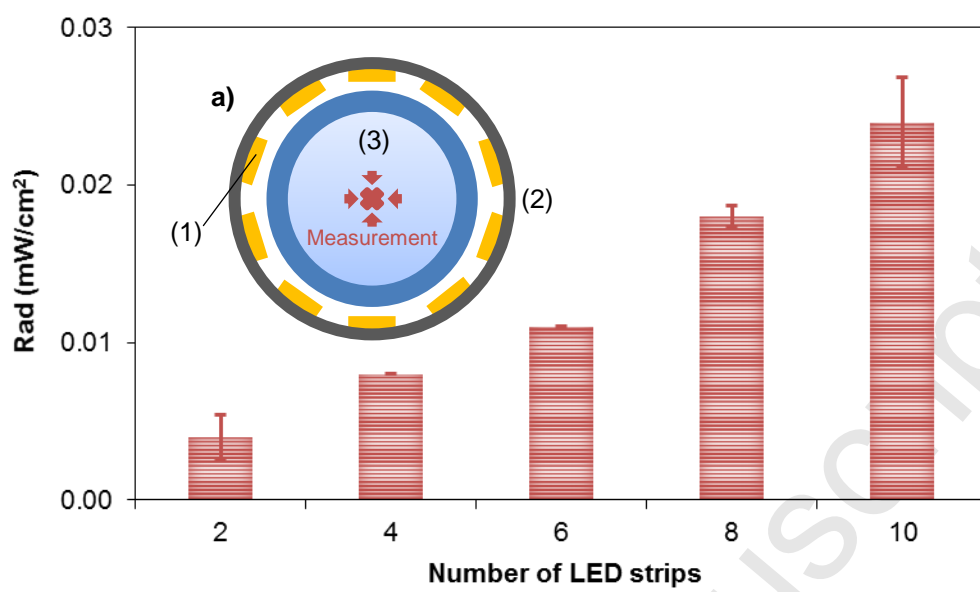 0.03
0.02
0.01
0.00
Rad (mW/cm²)
a)
(1)
(2)
(3)
Measurement
2 4 6 8 10
Number of LED strips